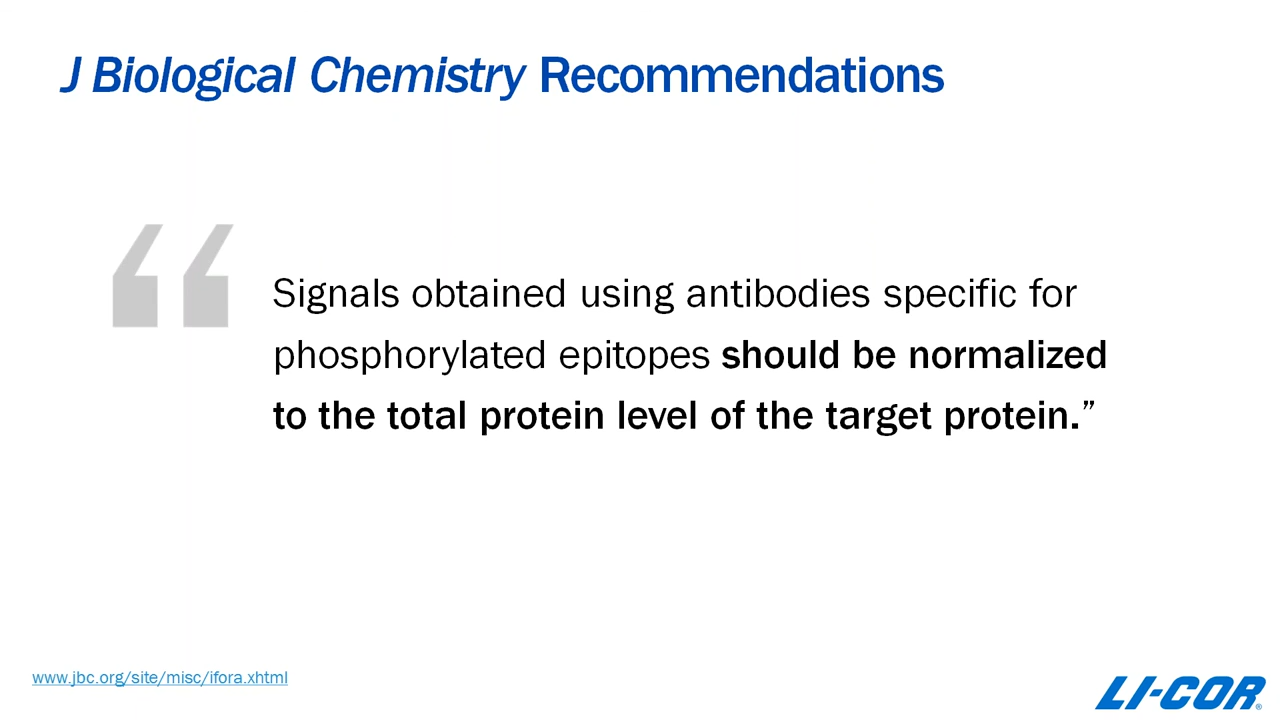 J Biological Chemistry Recommendations
“
Signals obtained using antibodies specific for
phosphorylated epitopes should be normalized
to the total protein level of the target protein.”
www.jbc.org/site/misc/ifora.xhtml
LI-COR®